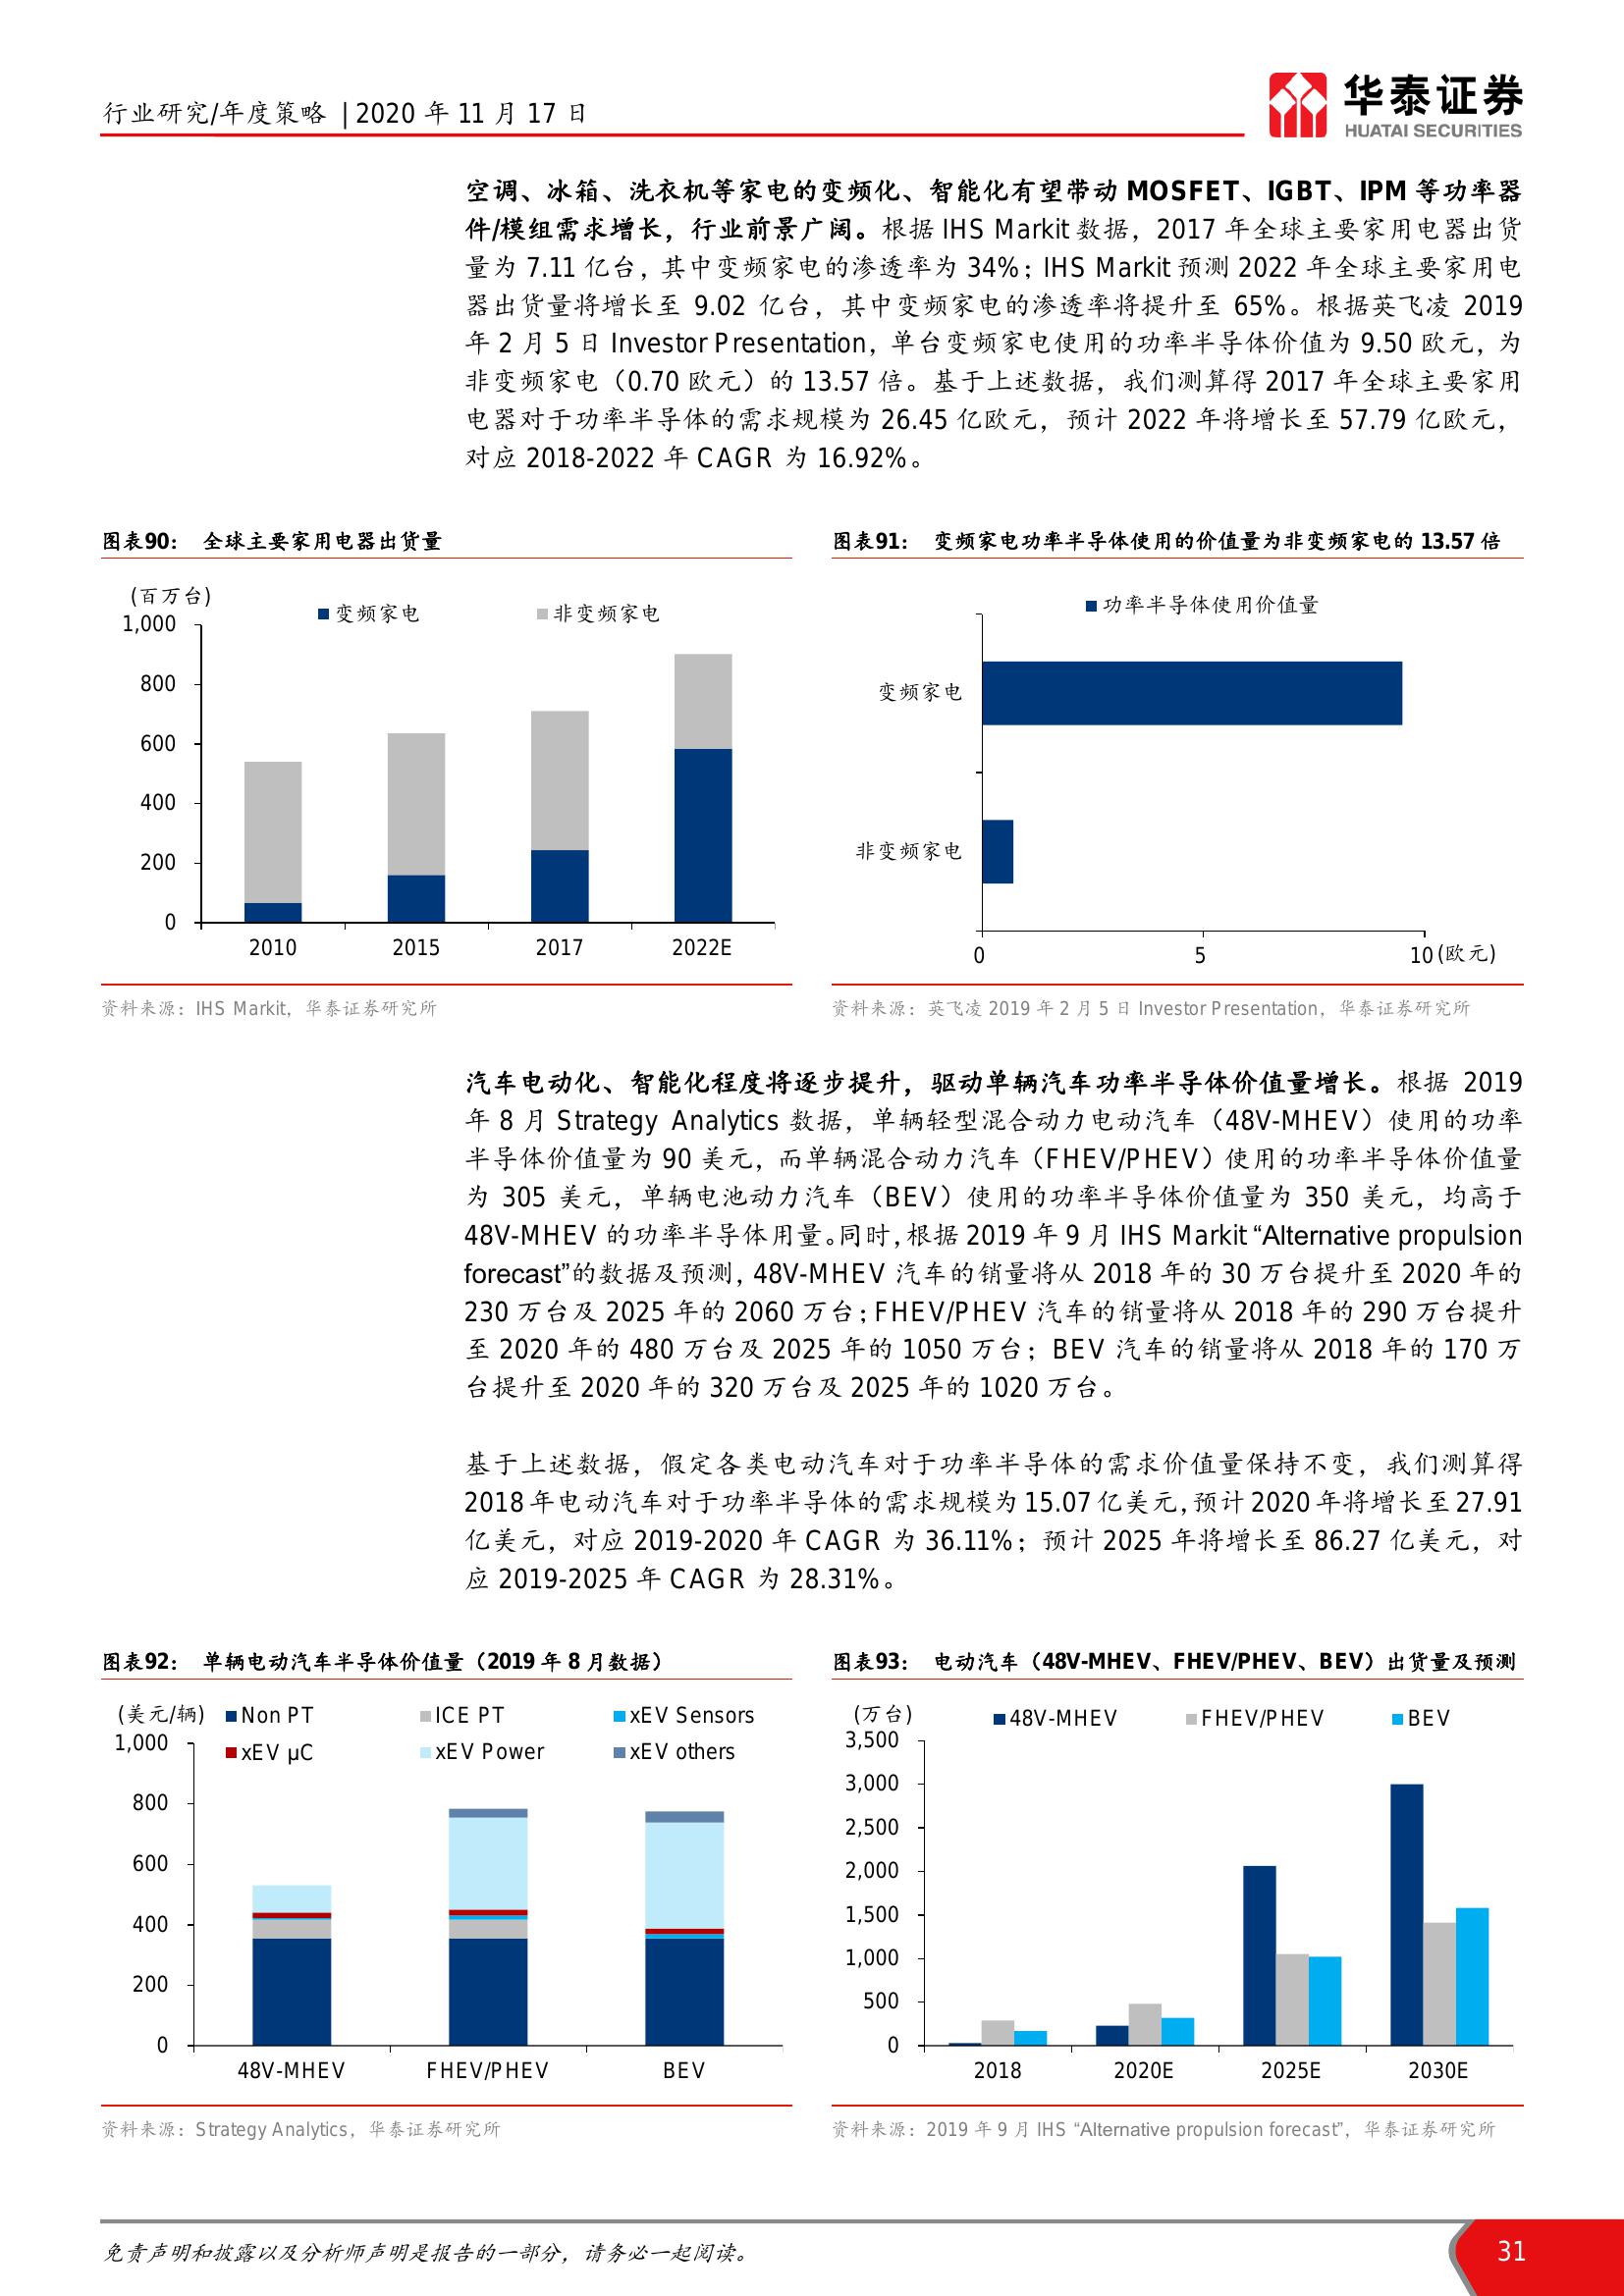 行业研究/年度策略 | 2020 年 11 月 17 日
华泰证券
HUATAI SECURITIES
空调、冰箱、洗衣机等家电的变频化、智能化有望带动 MOSFET、IGBT、IPM 等功率器
件/模组需求增长，行业前景广阔。根据 IHS Markit 数据，2017 年全球主要家用电器出货
量为 7.11 亿台，其中变频家电的渗透率为 34%；IHS Markit 预测 2022 年全球主要家用电
器出货量将增长至 9.02 亿台，其中变频家电的渗透率将提升至 65%。根据英飞凌 2019
年 2 月 5 日 Investor Presentation，单台变频家电使用的功率半导体价值为 9.50 欧元，为
非变频家电（0.70 欧元）的 13.57 倍。基于上述数据，我们测算得 2017 年全球主要家用
电器对于功率半导体的需求规模为 26.45 亿欧元，预计 2022 年将增长至 57.79 亿欧元，
对应 2018-2022 年 CAGR 为 16.92%。
图表90： 全球主要家用电器出货量
(百万台)
变频家电 非变频家电
1,000
800
600
400
200
0
2010 2015 2017 2022E
资料来源：IHS Markit，华泰证券研究所
图表91： 变频家电功率半导体使用的价值量为非变频家电的 13.57 倍
功率半导体使用价值量
变频家电
非变频家电
0 5 10 (欧元)
资料来源：英飞凌 2019 年 2 月 5 日 Investor Presentation，华泰证券研究所
汽车电动化、智能化程度将逐步提升，驱动单辆汽车功率半导体价值量增长。根据 2019
年 8 月 Strategy Analytics 数据，单辆轻型混合动力电动汽车（48V-MHEV）使用的功率
半导体价值量为 90 美元，而单辆混合动力汽车（FHEV/PHEV）使用的功率半导体价值量
为 305 美元，单辆电池动力汽车（BEV）使用的功率半导体价值量为 350 美元，均高于
48V-MHEV 的功率半导体用量。同时，根据 2019 年 9 月 IHS Markit “Alternative propulsion
forecast”的数据及预测，48V-MHEV 汽车的销量将从 2018 年的 30 万台提升至 2020 年的
230 万台及 2025 年的 2060 万台；FHEV/PHEV 汽车的销量将从 2018 年的 290 万台提升
至 2020 年的 480 万台及 2025 年的 1050 万台；BEV 汽车的销量将从 2018 年的 170 万
台提升至 2020 年的 320 万台及 2025 年的 1020 万台。
基于上述数据，假定各类电动汽车对于功率半导体的需求价值量保持不变，我们测算得
2018 年电动汽车对于功率半导体的需求规模为 15.07 亿美元，预计 2020 年将增长至 27.91
亿美元，对应 2019-2020 年 CAGR 为 36.11%；预计 2025 年将增长至 86.27 亿美元，对
应 2019-2025 年 CAGR 为 28.31%。
图表92： 单辆电动汽车半导体价值量（2019 年 8 月数据）
(美元/辆)
Non PT ICE PT xEV Sensors
xEV μC xEV Power xEV others
1,000
800
600
400
200
0
48V-MHEV FHEV/PHEV BEV
资料来源：Strategy Analytics，华泰证券研究所
图表93： 电动汽车（48V-MHEV、FHEV/PHEV、BEV）出货量及预测
(万台)
48V-MHEV FHEV/PHEV BEV
3,500
3,000
2,500
2,000
1,500
1,000
500
0
2018 2020E 2025E 2030E
资料来源：2019 年 9 月 IHS “Alternative propulsion forecast”，华泰证券研究所
免责声明和披露以及分析师声明是报告的一部分，请务必一起阅读。
31